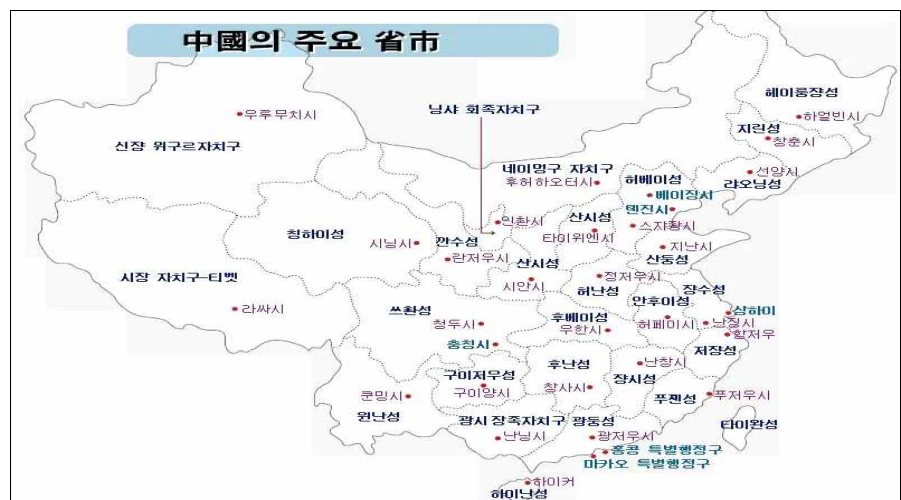 中國의 주요 省市
헤이룽쟝성
닝샤 회족자치구
우루무치시
하얼빈시
지린성
창춘시
신쟝 위구르자치구
네이멍구 자치구
후허하오터시
허베이성
선양시
랴오닝성
베이징시
톈진시
산시성
인촨시
스쟈좡시
칭하이성
타이위엔시
시닝시
깐수성
지난시
란저우시
산시성
산둥성
시장 자치구-티벳
시안시
정저우시
허난성
쟝수성
안후이성
라싸시
쓰촨성
상하이
후베이성
허페이시
난징시
청두시
우한시
항저우
충칭시
저쟝성
후난성
난창시
구이저우성
쟝시성
창사시
구이양시
쿤밍시
푸젠성
푸저우시
윈난성
광시 장족자치구
광둥성
타이완성
난닝시
광저우시
홍콩 특별행정구
마카오 특별행정구
하이커
하이난성